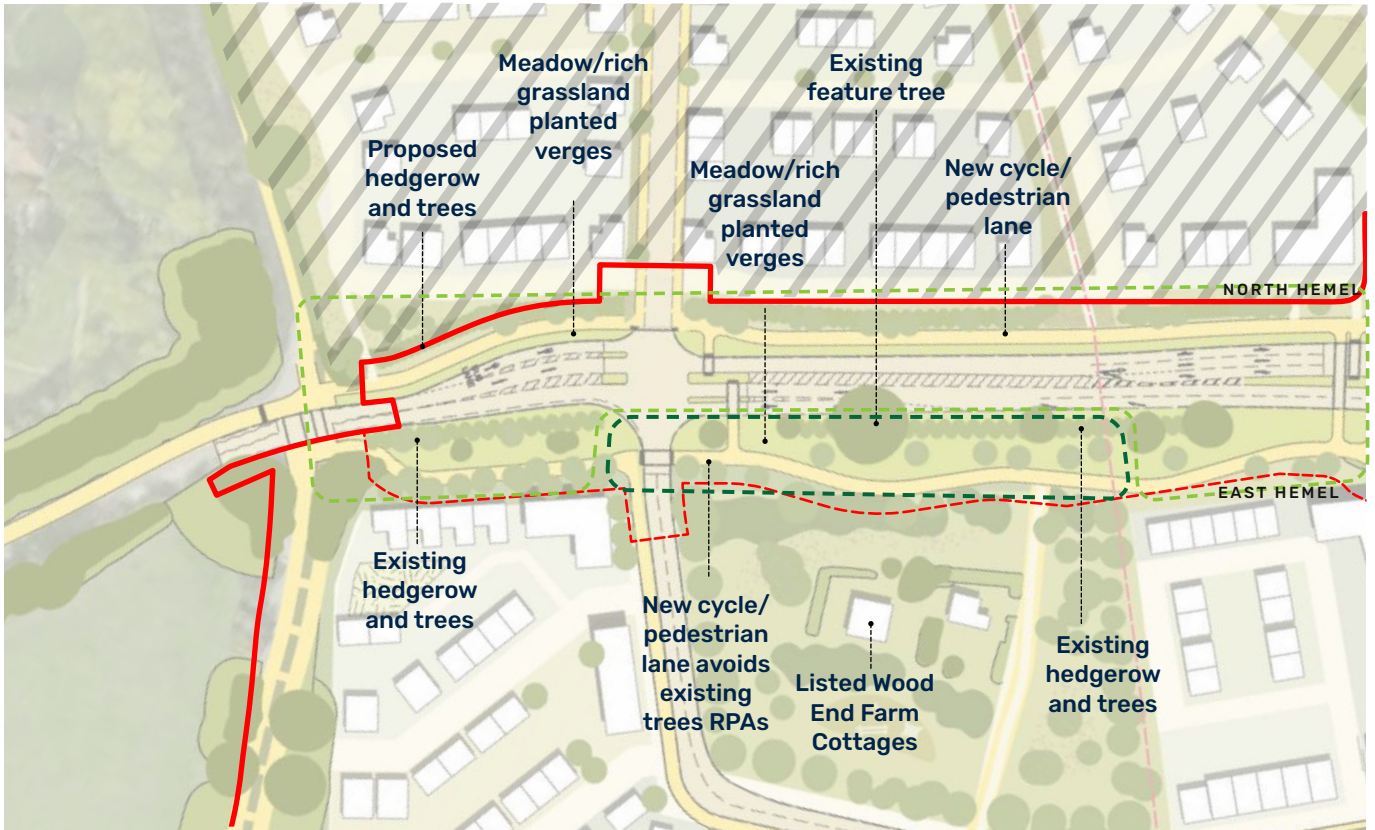 Meadow/rich
grassland
planted
verges
Existing
feature tree
Proposed
hedgerow
and trees
Meadow/rich
grassland
planted
verges
New cycle/
pedestrian
lane
NORTH HEMEL
EAST HEMEL
Existing
hedgerow
and trees
New cycle/
pedestrian
lane avoids
existing
trees RPAs
Listed Wood
End Farm
Cottages
Existing
hedgerow
and trees